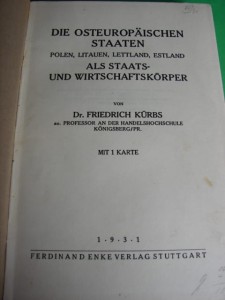 DIE OSTEUROPÄISCHEN
STAATEN
POLEN, LITAUEN, LETTLAND, ESTLAND
ALS STAATS-
UND WIRTSCHAFTSKÖRPER
VON
Dr. FRIEDRICH KÜRBS
ao. PROFESSOR AN DER HANDELSHOCHSCHULE
KÖNIGSBERG/PR.
MIT 1 KARTE
1 - 9 - 3 - 1
FERDINAND ENKE VERLAG STUTTGART